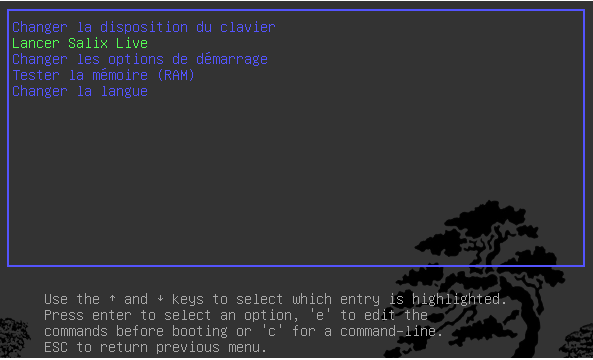 Changer la disposition du clavier
Lancer Salix Live
Changer les options de démarrage
Tester la mémoire (RAM)
Changer la langue
Use the ↑ and ↓ keys to select which entry is highlighted.
Press enter to select an option, 'e' to edit the
commands before booting or 'c' for a command-line.
ESC to return previous menu.